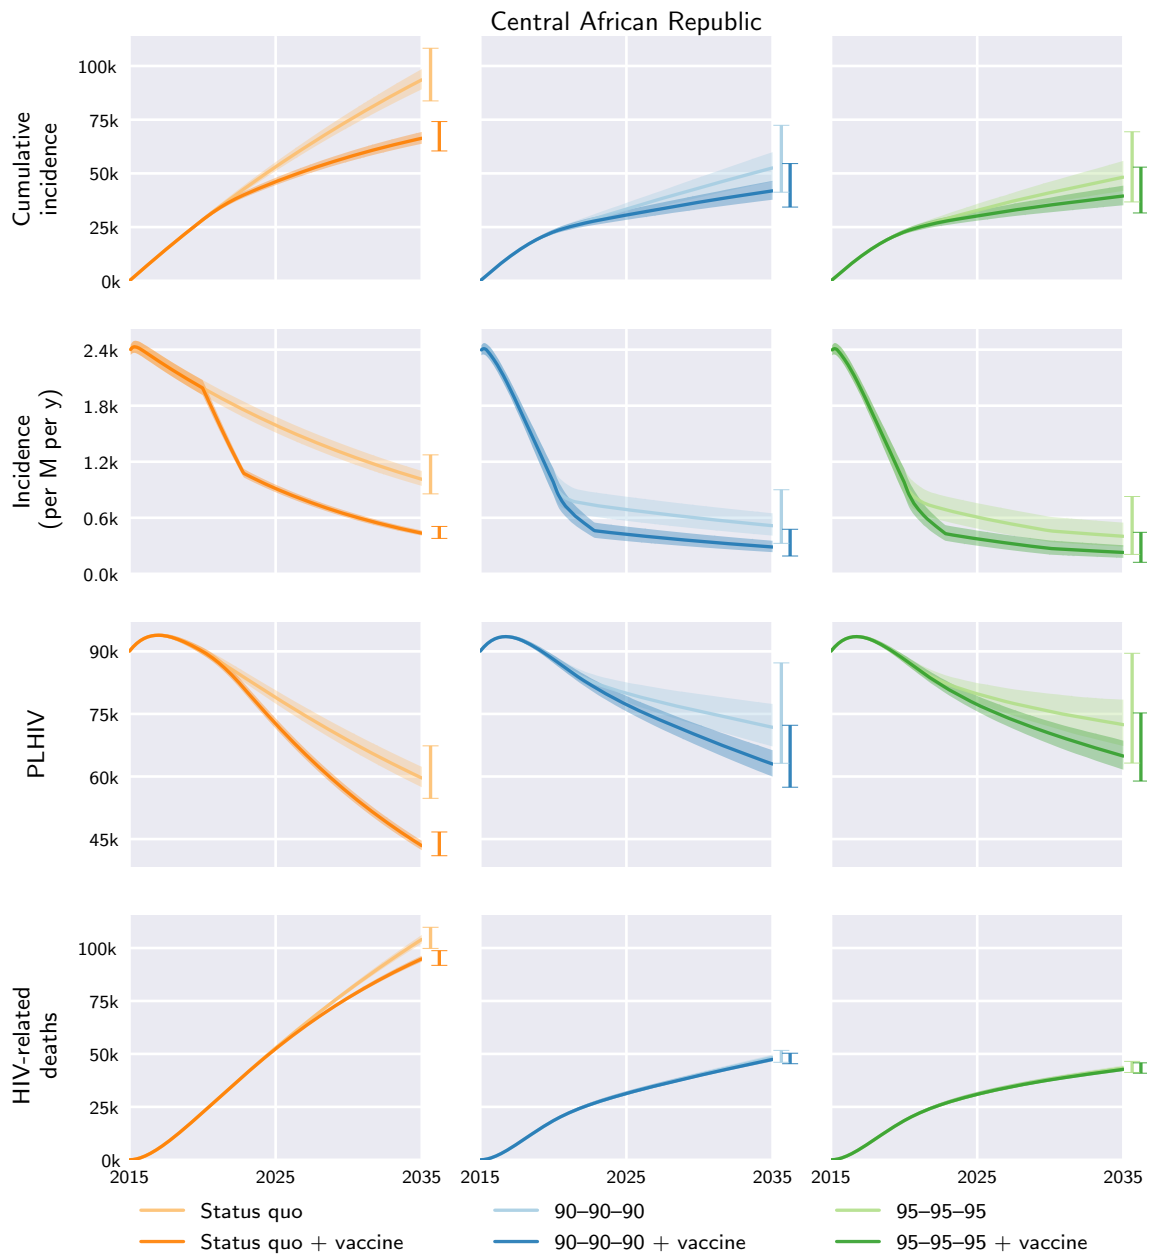 Central African Republic
Cumulative
incidence
100k
75k
50k
25k
0k
Incidence
(per M per y)
2.4k
1.8k
1.2k
0.6k
0.0k
PLHIV
90k
75k
60k
45k
HIV-related
deaths
100k
75k
50k
25k
0k
2015 2025 2035 2015 2025 2035 2015 2025 2035
Status quo 90–90–90 95–95–95
Status quo + vaccine 90–90–90 + vaccine 95–95–95 + vaccine